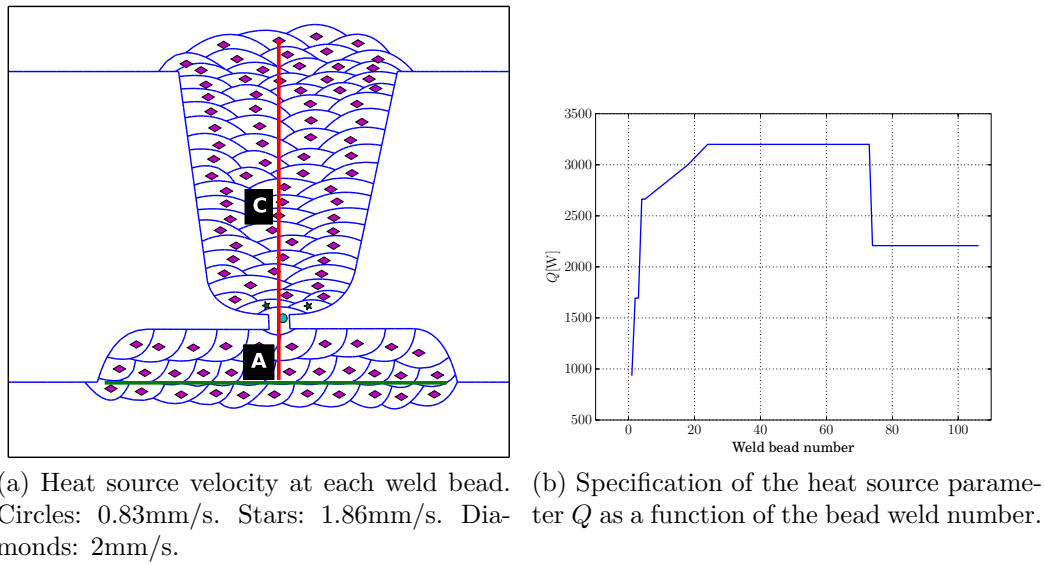 C
A
3500
3000
2500
2000
1500
1000
500
Q[W]
0
20
40
60
80
100
Weld bead number
(a) Heat source velocity at each weld bead.
Circles: 0.83mm/s. Stars: 1.86mm/s. Dia-
monds: 2mm/s.
(b) Specification of the heat source parame-
ter Q as a function of the bead weld number.